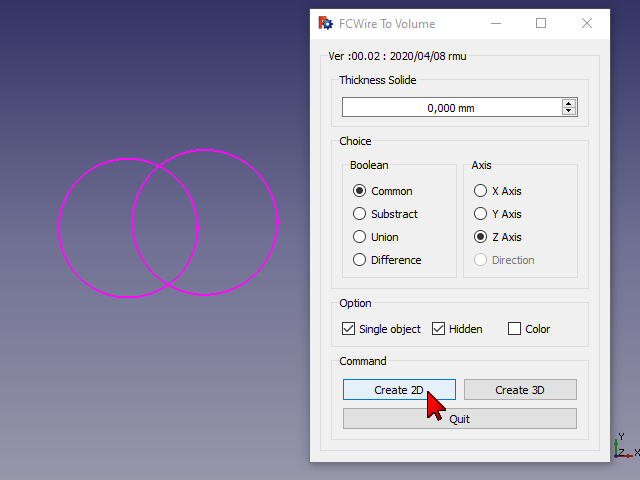 FCWire To Volume
Ver :00.02 : 2020/04/08 rmu
Thickness Solide
0,000 mm
Choice
Boolean
Common
Substract
Union
Difference
Axis
X Axis
Y Axis
Z Axis
Direction
Option
Single object Hidden Color
Command
Create 2D Create 3D
Quit
Y
Z X